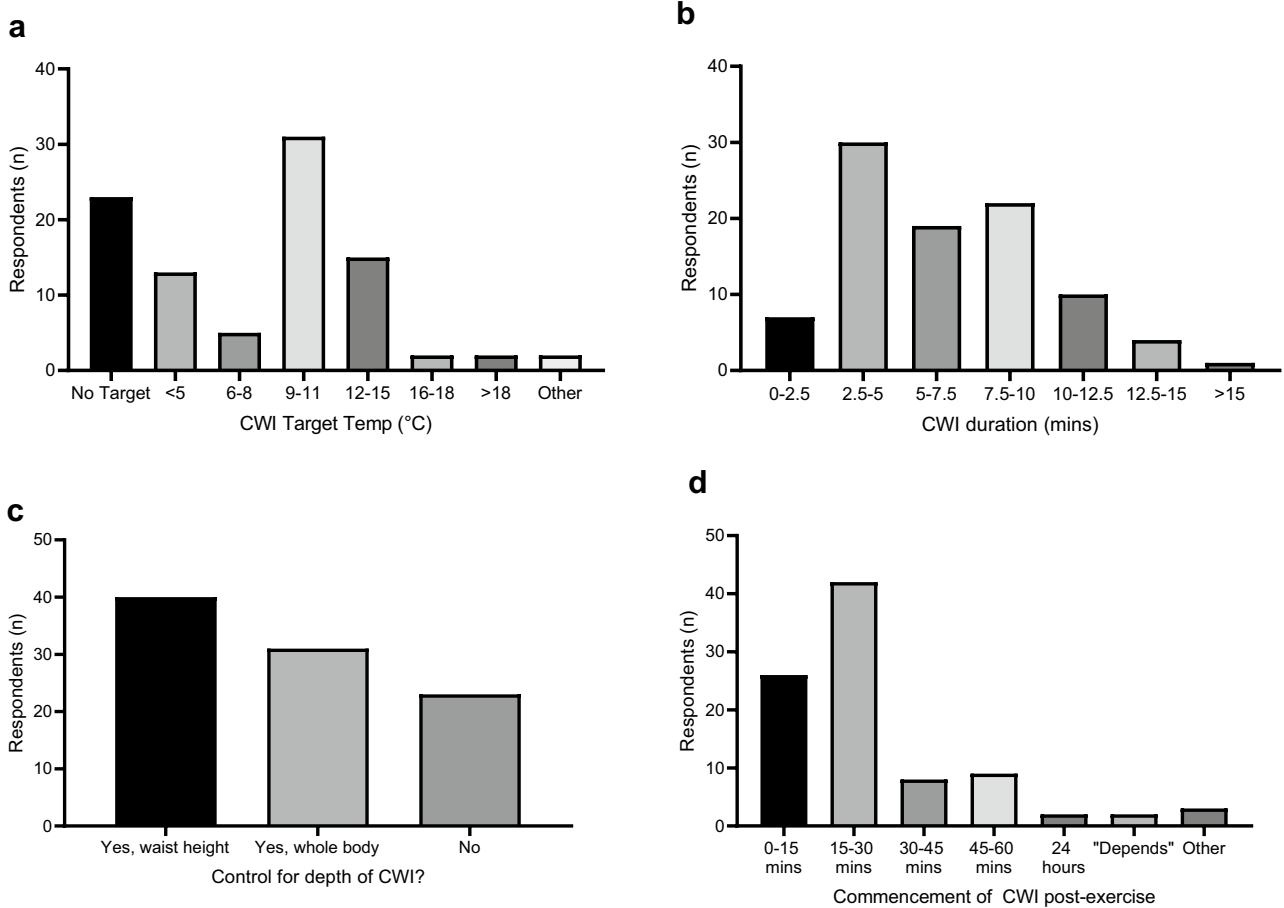 a
40
30
20
10
0
Respondents (n)
No Target <5 6-8 9-11 12-15 16-18 >18 Other
CWI Target Temp (°C)
b
40
30
20
10
0
Respondents (n)
0-2.5 2.5-5 5-7.5 7.5-10 10-12.5 12.5-15 >15
CWI duration (mins)
c
50
40
30
20
10
0
Respondents (n)
Yes, waist height Yes, whole body No
Control for depth of CWI?
d
50
40
30
20
10
0
Respondents (n)
0-15 15-30 30-45 45-60 24 "Depends" Other
mins mins mins mins hours
Commencement of CWI post-exercise